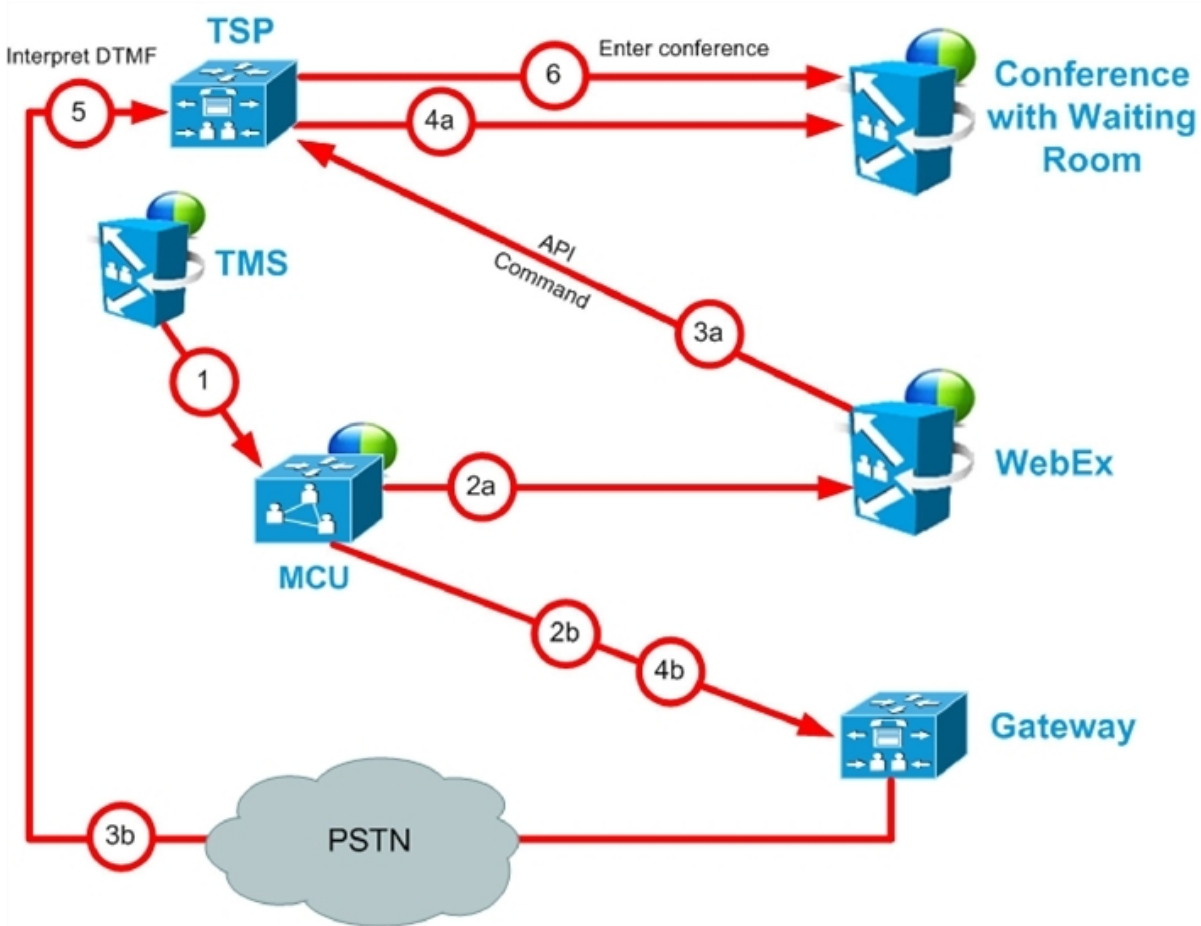 TSP
Interpret DTMF
5
6
Enter conference
4a
Conference
with Waiting
Room
TMS
API
Command
3a
1
2a
WebEx
MCU
2b
4b
Gateway
3b
PSTN